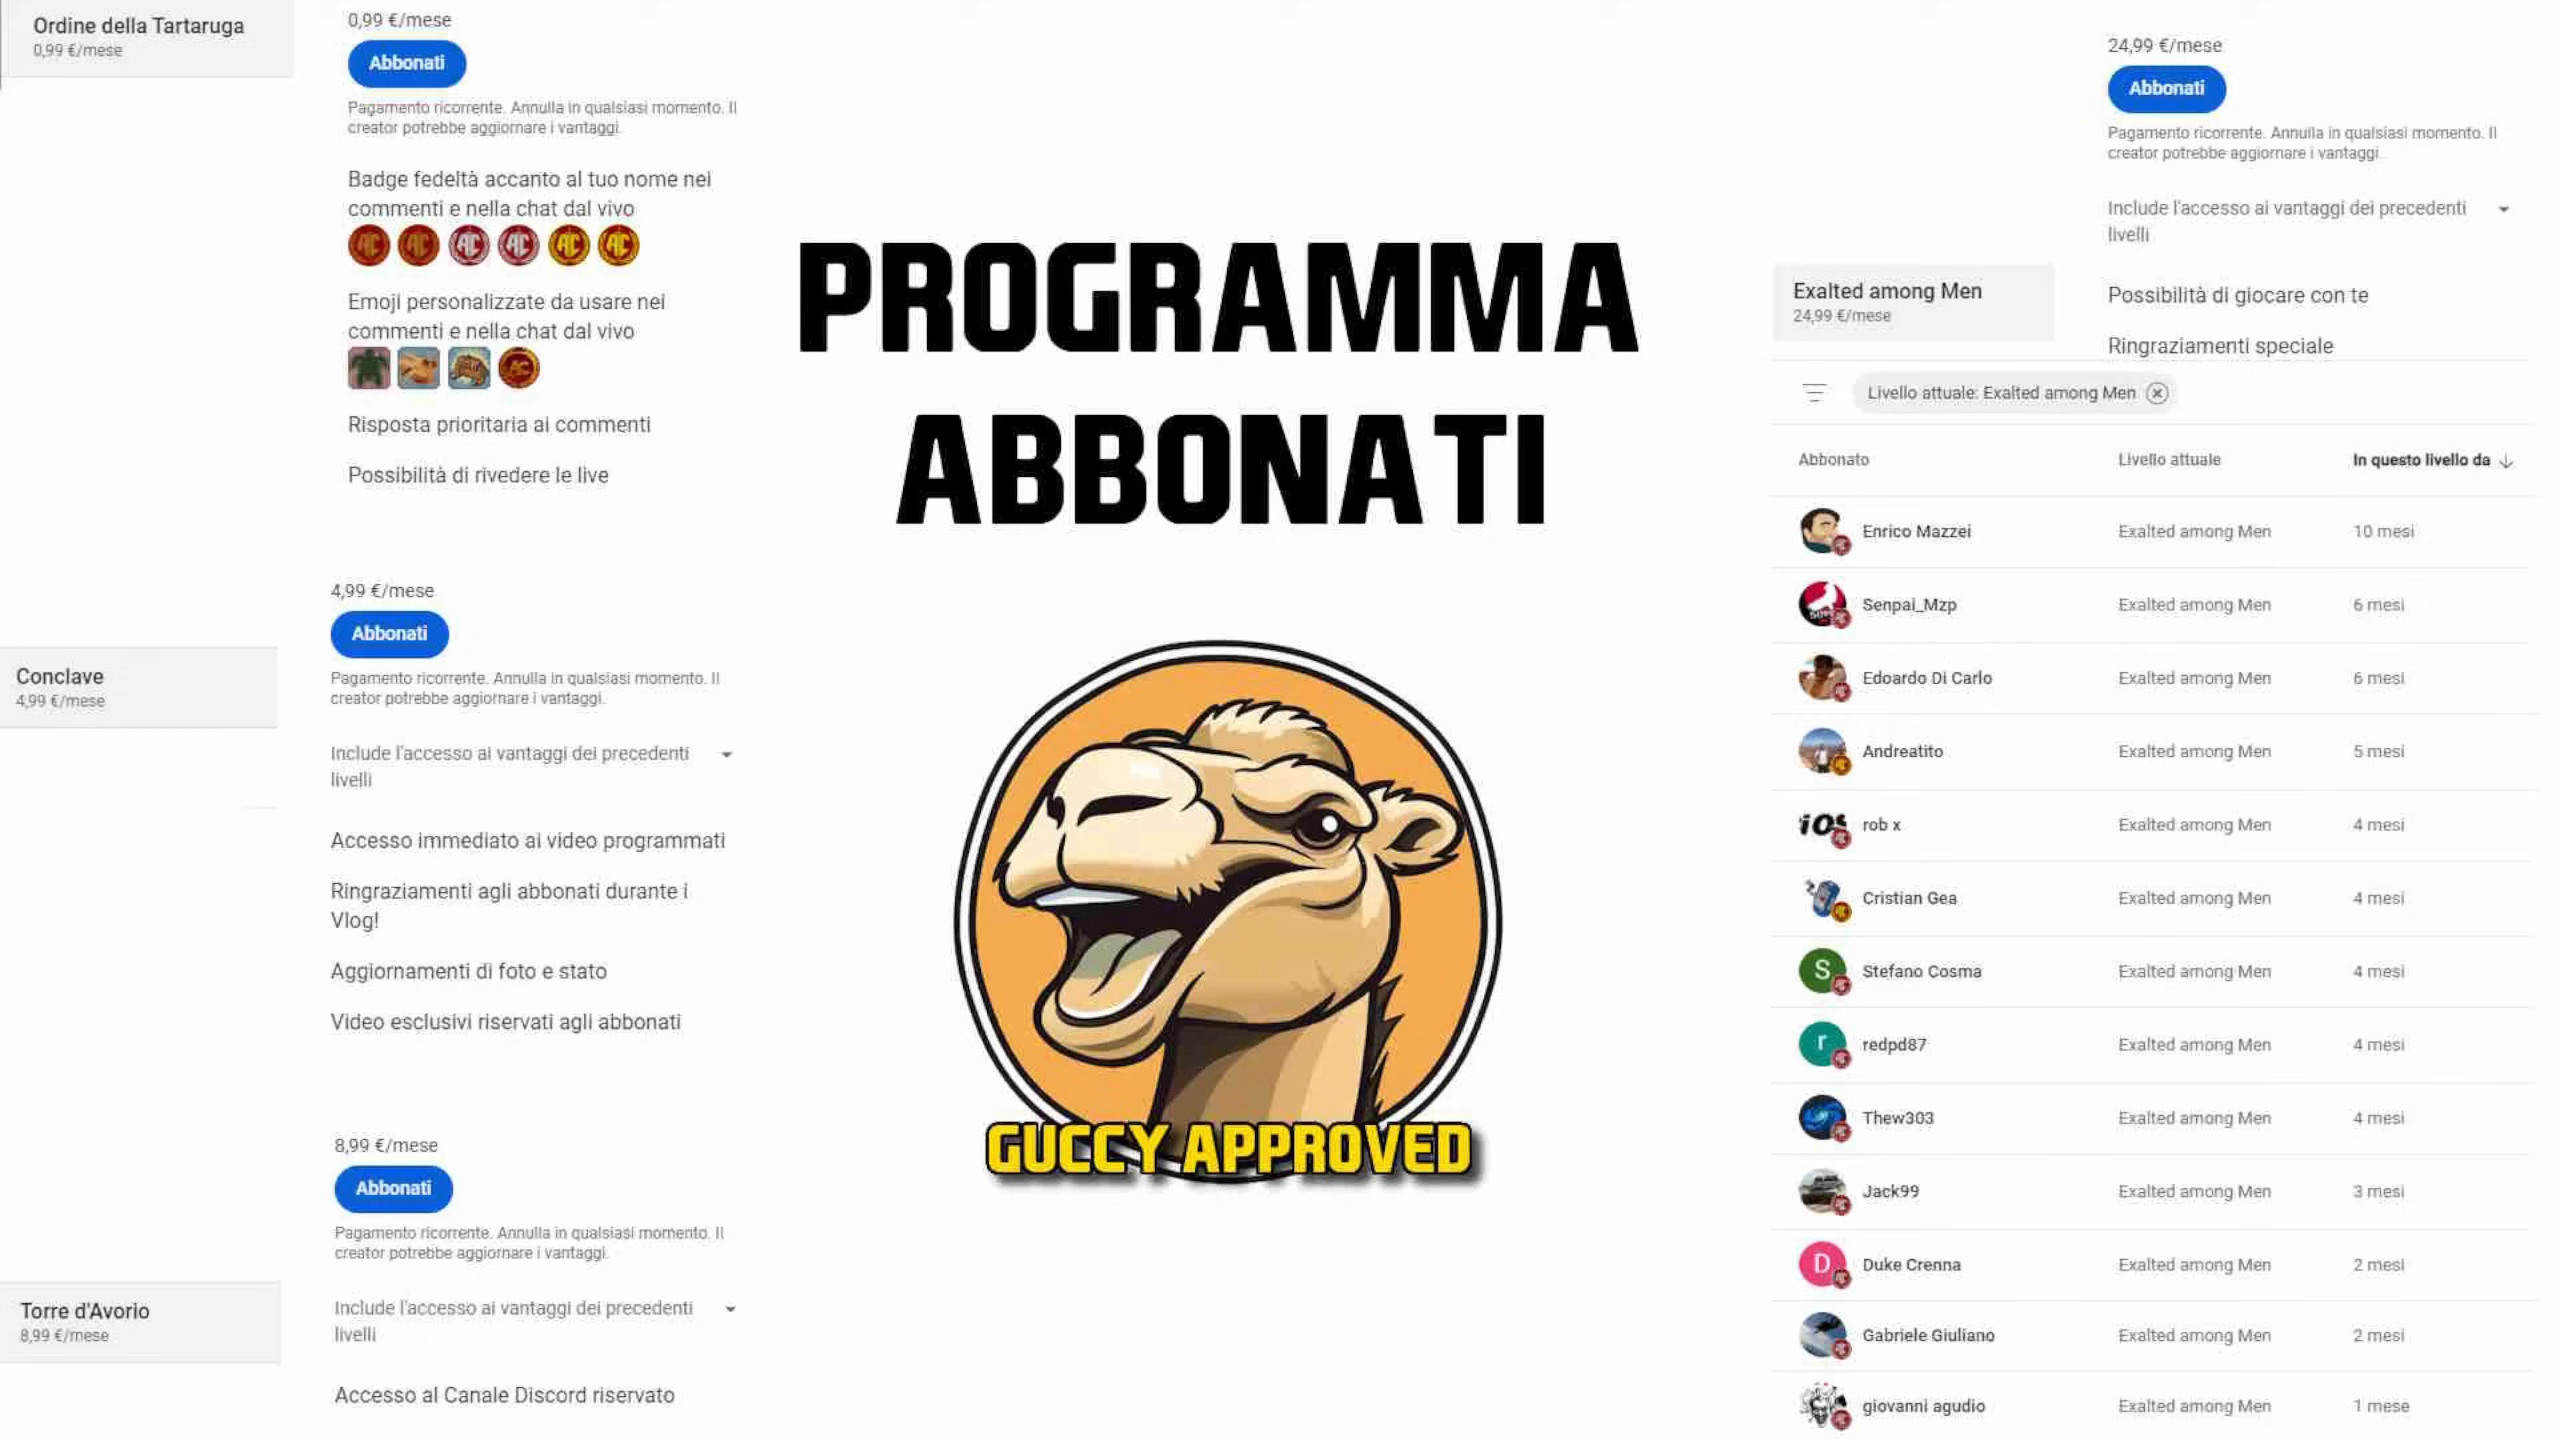 Ordine della Tartaruga
0,99 €/mese
0,99 €/mese
Abbonati
Pagamento ricorrente. Annulla in qualsiasi momento. Il
creator potrebbe aggiornare i vantaggi.
Badge fedeltà accanto al tuo nome nei
commenti e nella chat dal vivo
Emoji personalizzate da usare nei
commenti e nella chat dal vivo
Risposta prioritaria ai commenti
Possibilità di rivedere le live
Conclave
4,99 €/mese
4,99 €/mese
Abbonati
Pagamento ricorrente. Annulla in qualsiasi momento. Il
creator potrebbe aggiornare i vantaggi.
Include l'accesso ai vantaggi dei precedenti
livelli
Accesso immediato ai video programmati
Ringraziamenti agli abbonati durante i
Vlog!
Aggiornamenti di foto e stato
Video esclusivi riservati agli abbonati
Torre d'Avorio
8,99 €/mese
8,99 €/mese
Abbonati
Pagamento ricorrente. Annulla in qualsiasi momento. Il
creator potrebbe aggiornare i vantaggi.
Include l'accesso ai vantaggi dei precedenti
livelli
Accesso al Canale Discord riservato
PROGRAMMA
ABBONATI
GUCCY APPROVED
24,99 €/mese
Abbonati
Pagamento ricorrente. Annulla in qualsiasi momento. Il
creator potrebbe aggiornare i vantaggi.
Include l'accesso ai vantaggi dei precedenti
livelli
Exalted among Men
24,99 €/mese
Possibilità di giocare con te
Ringraziamenti speciale
Livello attuale: Exalted among Men
Abbonato Livello attuale In questo livello da
Enrico Mazzei Exalted among Men 10 mesi
Senpai_Mzp Exalted among Men 6 mesi
Edoardo Di Carlo Exalted among Men 6 mesi
Andreatito Exalted among Men 5 mesi
rob x Exalted among Men 4 mesi
Cristian Gea Exalted among Men 4 mesi
S Stefano Cosma Exalted among Men 4 mesi
r redpd87 Exalted among Men 4 mesi
Thew303 Exalted among Men 4 mesi
Jack99 Exalted among Men 3 mesi
D Duke Crenna Exalted among Men 2 mesi
Gabriele Giuliano Exalted among Men 2 mesi
giovanni agudio Exalted among Men 1 mese